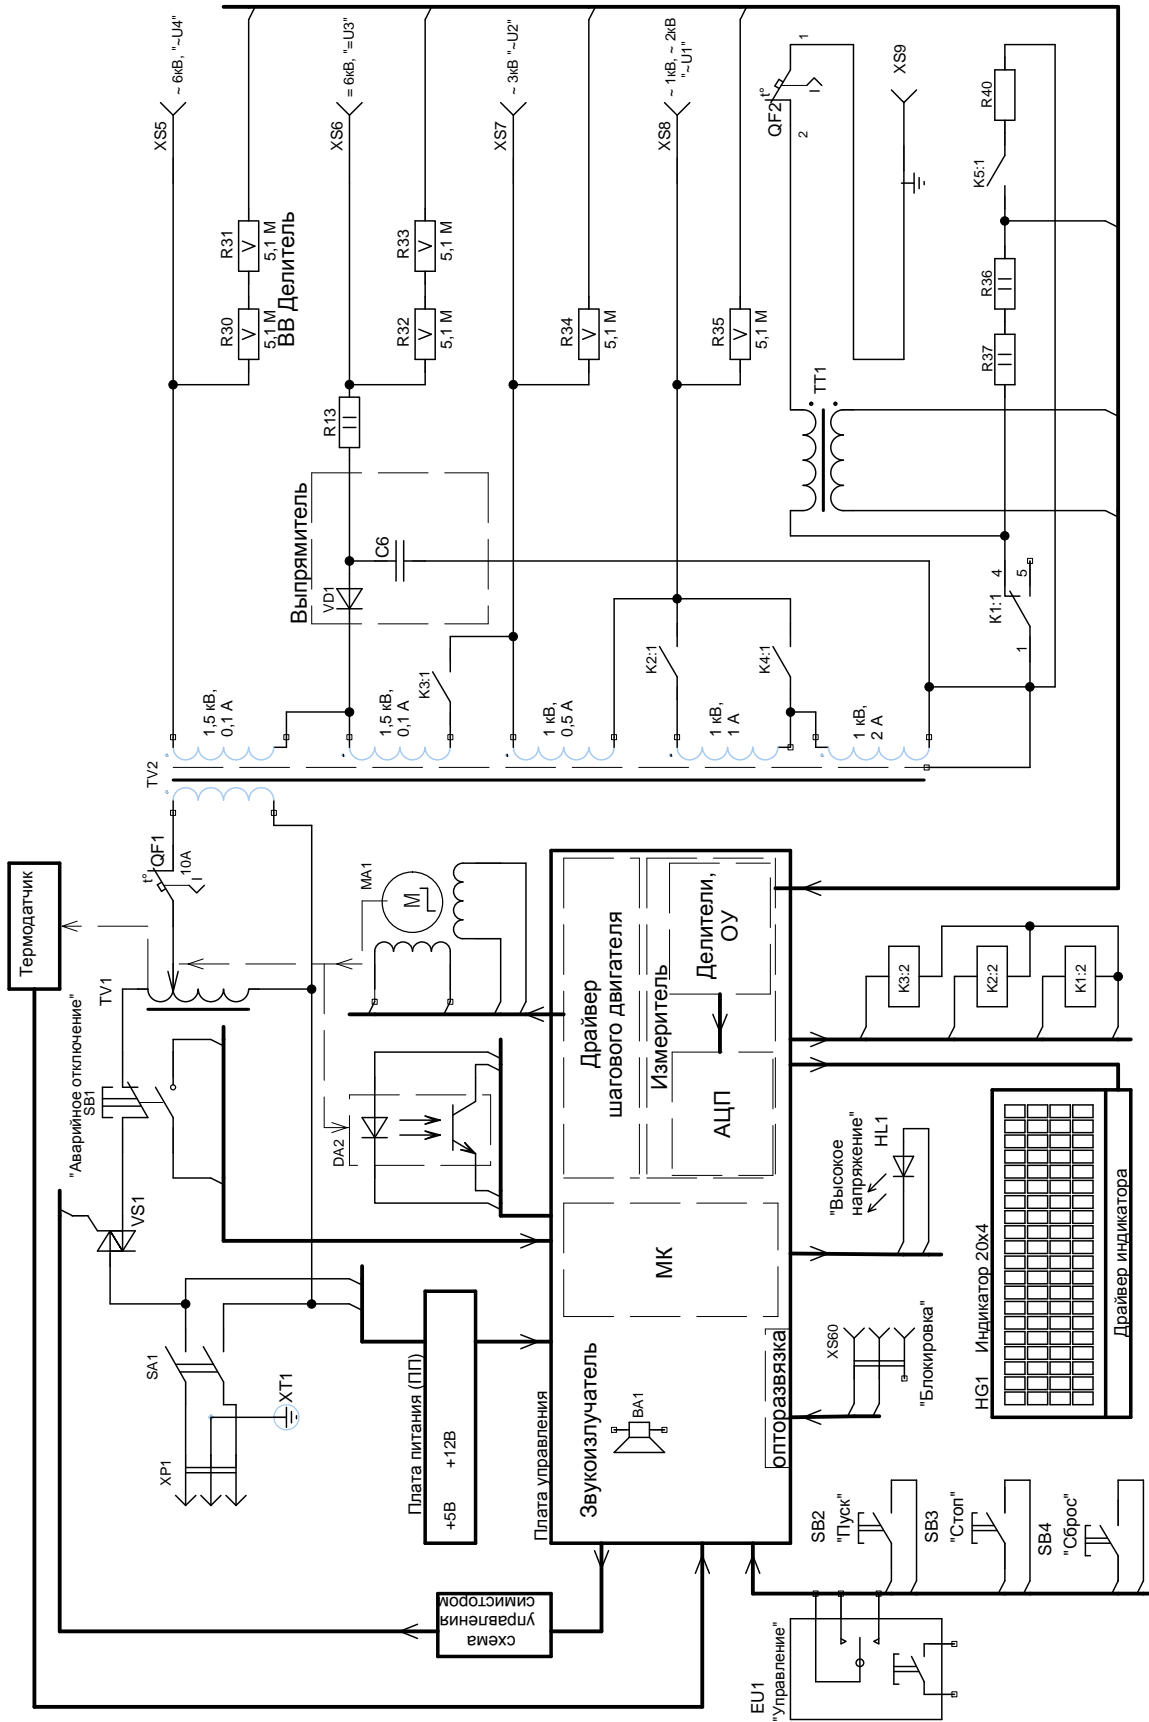 ~ 6кВ, "~U4"
XS5
R30
5,1 М
R31
5,1 М
ВВ Делитель
= 6кВ, "=U3"
XS6
R32
5,1 М
R33
5,1 М
R13
~ 3кВ "~U2"
XS7
R34
5,1 М
~ 1кВ, ~ 2кВ
"~U1"
XS8
R35
5,1 М
QF2
t°
1
2
I
XS9
TT1
R40
K5:1
R36
R37
Выпрямитель
VD1
C6
K1:1
4
5
1
K3:1
K2:1
K4:1
1,5 кВ,
0,1 А
1,5 кВ,
0,1 А
1 кВ,
0,5 А
1 кВ,
1 А
1 кВ,
2 А
TV2
QF1
t°
10А
I
Термодатчик
TV1
"Аварийное отключение"
SB1
VS1
MA1
M
DA2
SA1
XP1
XT1
Плата питания (ПП)
+5В
+12В
Плата управления
Звукоизлучатель
BA1
МК
Драйвер
шагового двигателя
Измеритель
АЦП
Делители,
ОУ
опторазвязка
схема
управления
симистором
K3:2
K2:2
K1:2
"Высокое
напряжение"
HL1
XS60
"Блокировка"
HG1
Индикатор 20x4
Драйвер индикатора
SB2
"Пуск"
SB3
"Стоп"
SB4
"Сброс"
EU1
"Управление"